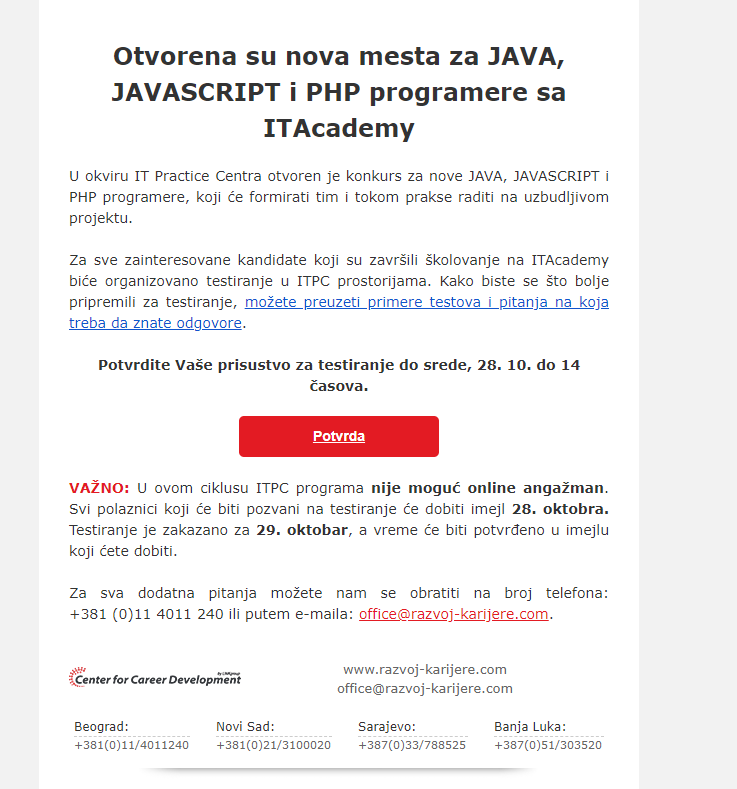 Otvorena su nova mesta za JAVA,
JAVASCRIPT i PHP programere sa
ITAcademy
U okviru IT Practice Centra otvoren je konkurs za nove JAVA, JAVASCRIPT i
PHP programere, koji će formirati tim i tokom prakse raditi na uzbudljivom
projektu.
Za sve zainteresovane kandidate koji su završili školovanje na ITAcademy
biće organizovano testiranje u ITPC prostorijama. Kako biste se što bolje
pripremili za testiranje, možete preuzeti primere testova i pitanja na koja
treba da znate odgovore.
Potvrdite Vaše prisustvo za testiranje do srede, 28. 10. do 14
časova.
Potvrda
VAŽNO: U ovom ciklusu ITPC programa nije moguć online angažman.
Svi polaznici koji će biti pozvani na testiranje će dobiti imejl 28. oktobra.
Testiranje je zakazano za 29. oktobar, a vreme će biti potvrđeno u imejlu
koji ćete dobiti.
Za sva dodatna pitanja možete nam se obratiti na broj telefona:
+381 (0)11 4011 240 ili putem e-maila: office@razvoj-karijere.com.
by LINKgroup
Center for Career Development
www.razvoj-karijere.com
office@razvoj-karijere.com
Beograd: Novi Sad: Sarajevo: Banja Luka:
+381(0)11/4011240 +381(0)21/3100020 +387(0)33/788525 +387(0)51/303520